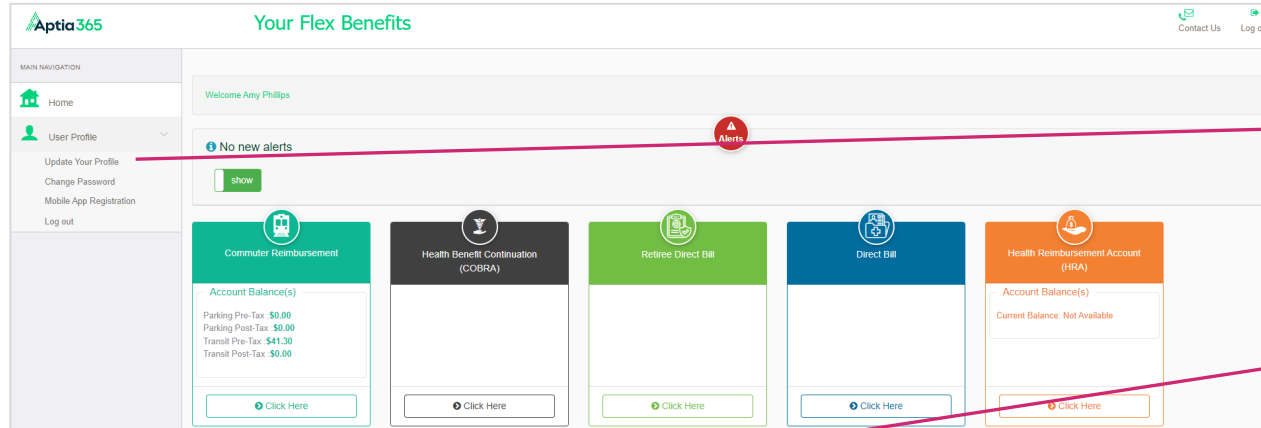 Aptia365
Your Flex Benefits
Contact Us
Log
MAIN NAVIGATION
Home
User Profile
Update Your Profile
Change Password
Mobile App Registration
Log out
Welcome Amy Phillips
Alerts
No new alerts
show
Commuter Reimbursement
Account Balance(s)
Parking Pre-Tax :$0.00
Parking Post-Tax :$0.00
Transit Pre-Tax :$41.30
Transit Post-Tax :$0.00
Click Here
Health Benefit Continuation
(COBRA)
Click Here
Retiree Direct Bill
Click Here
Direct Bill
Click Here
Health Reimbursement Account
(HRA)
Account Balance(s)
Current Balance: Not Available
Click Here